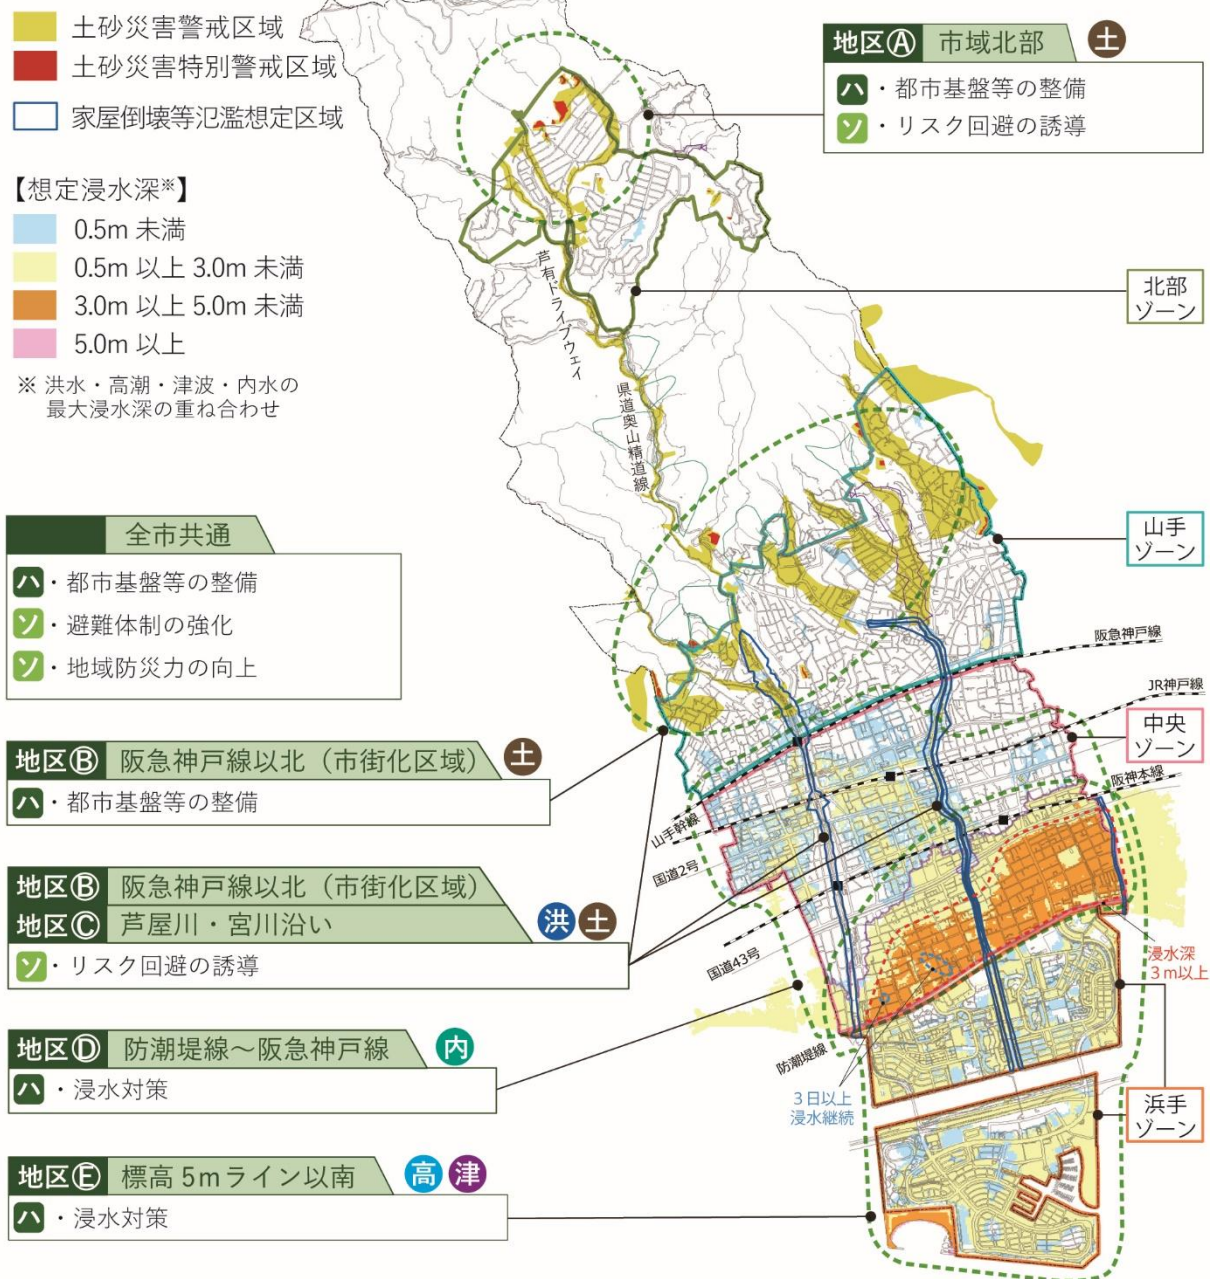 土砂災害警戒区域
土砂災害特別警戒区域
家屋倒壊等氾濫想定区域
【想定浸水深※】
0.5m 未満
0.5m 以上 3.0m 未満
3.0m 以上 5.0m 未満
5.0m 以上
※ 洪水・高潮・津波・内水の
最大浸水深の重ね合わせ
地区Ⓐ 市域北部 土
ハ ・都市基盤等の整備
ソ ・リスク回避の誘導
北部
ゾーン
芦有ドライブウェイ
県道奥山精道線
山手
ゾーン
全市共通
ハ ・都市基盤等の整備
ソ ・避難体制の強化
ソ ・地域防災力の向上
阪急神戸線
JR神戸線
中央
ゾーン
阪神本線
地区Ⓑ 阪急神戸線以北（市街化区域） 土
ハ ・都市基盤等の整備
山手幹線
国道2号
地区Ⓑ 阪急神戸線以北（市街化区域）
地区Ⓒ 芦屋川・宮川沿い 洪 土
ソ ・リスク回避の誘導
国道43号
浸水深
3ｍ以上
地区Ⓓ 防潮堤線～阪急神戸線 内
ハ ・浸水対策
防潮堤線
3日以上
浸水継続
浜手
ゾーン
地区Ⓔ 標高 5mライン以南 高 津
ハ ・浸水対策